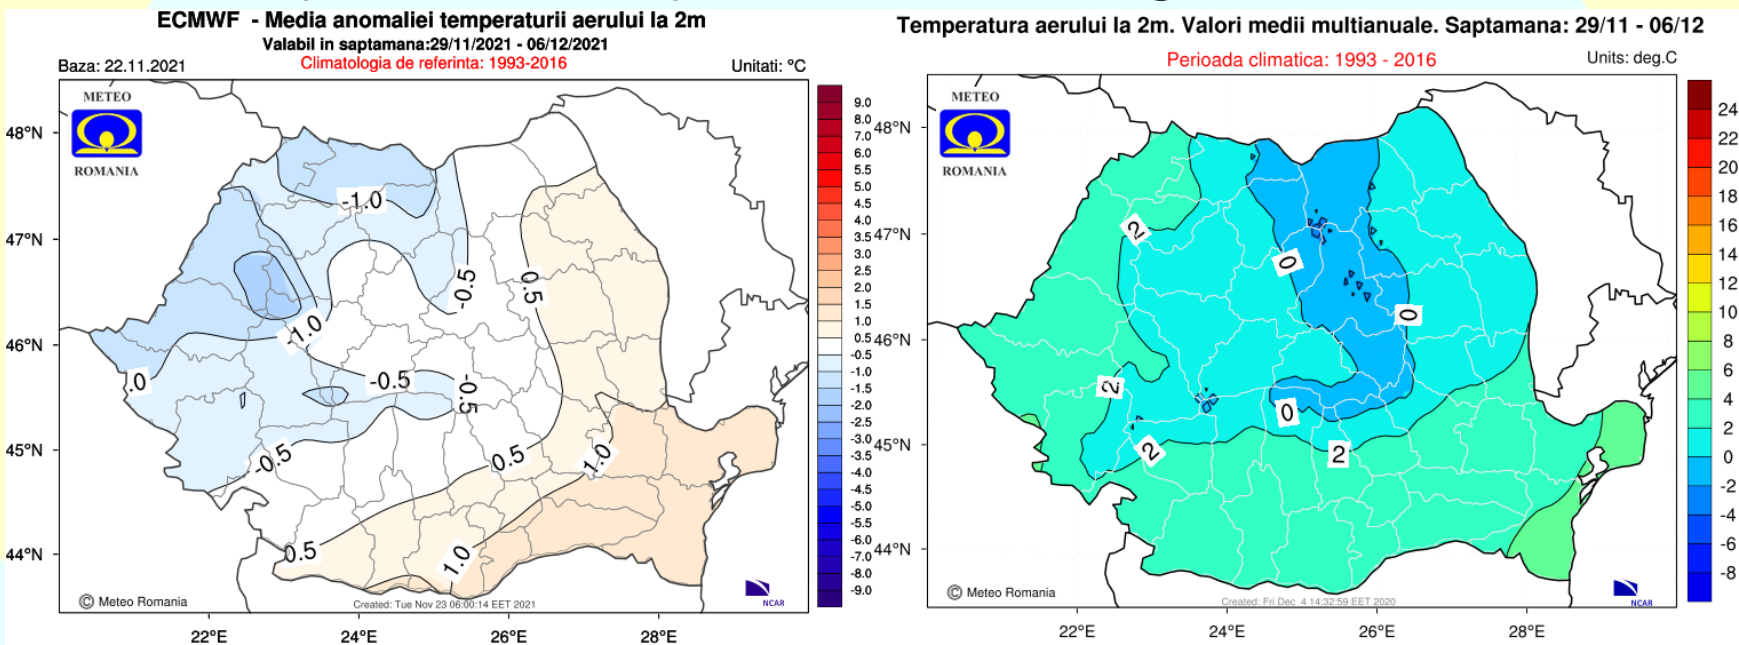 ECMWF - Media anomaliei temperaturii aerului la 2m
Valabil in saptamana:29/11/2021 - 06/12/2021
Climatologia de referinta: 1993-2016
Baza: 22.11.2021
Unitati: °C
METEO
ROMANIA
48°N
47°N
46°N
45°N
44°N
22°E
24°E
26°E
28°E
-1.0
-0.5
0.5
-1.0
.0
-0.5
-0.5
-0.5
0.5
1.0
0.5
1.0
9.0
8.0
7.0
6.0
5.5
5.0
4.5
4.0
3.5
3.0
2.5
2.0
1.5
1.0
0.5
-0.5
-1.0
-1.5
-2.0
-2.5
-3.0
-3.5
-4.0
-4.5
-5.0
-5.5
-6.0
-7.0
-8.0
-9.0
© Meteo Romania
Created: Tue Nov 23 06:00:14 EET 2021
NCAR
Temperatura aerului la 2m. Valori medii multianuale. Saptamana: 29/11 - 06/12
Perioada climatica: 1993 - 2016
Units: deg.C
METEO
ROMANIA
48°N
47°N
46°N
45°N
44°N
22°E
24°E
26°E
28°E
2
0
0
2
0
2
2
24
22
20
18
16
14
12
10
8
6
4
2
0
-2
-4
-6
-8
© Meteo Romania
Created: Fri Dec 4 14:32:59 EET 2020
NCAR